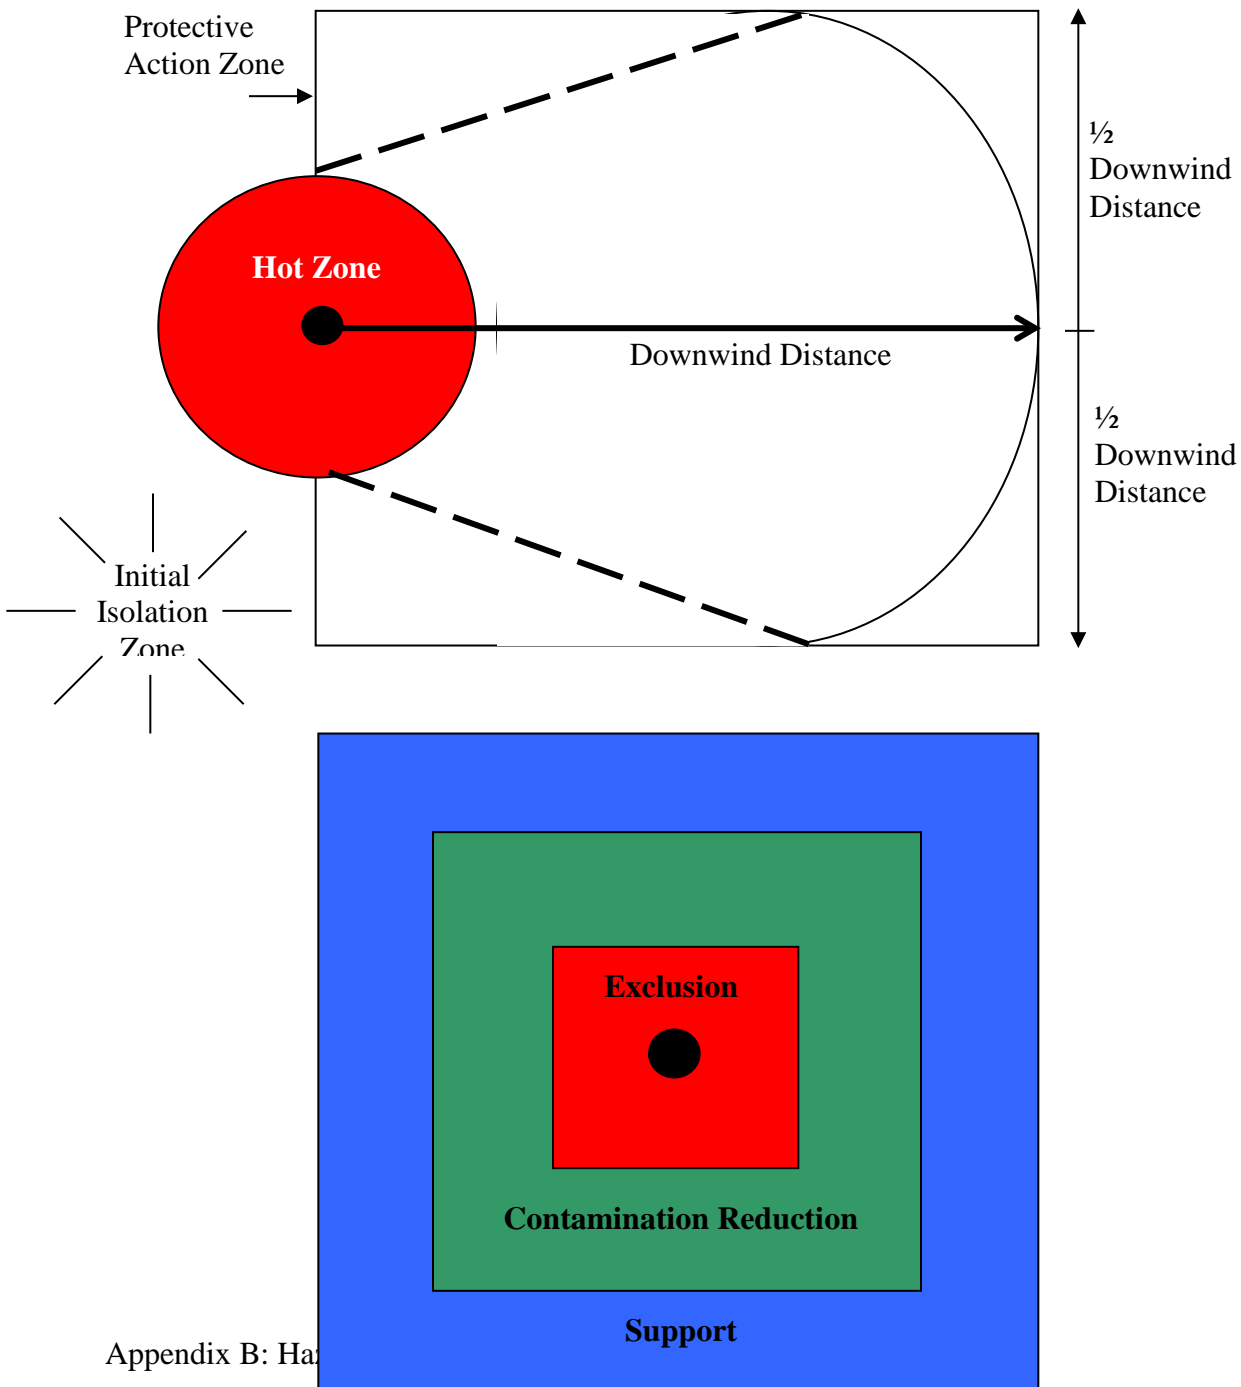 Protective
Action Zone
½
Downwind
Distance
Hot Zone
Downwind Distance
½
Downwind
Distance
Initial
Isolation
Zone
Exclusion
Contamination Reduction
Support
Appendix B: